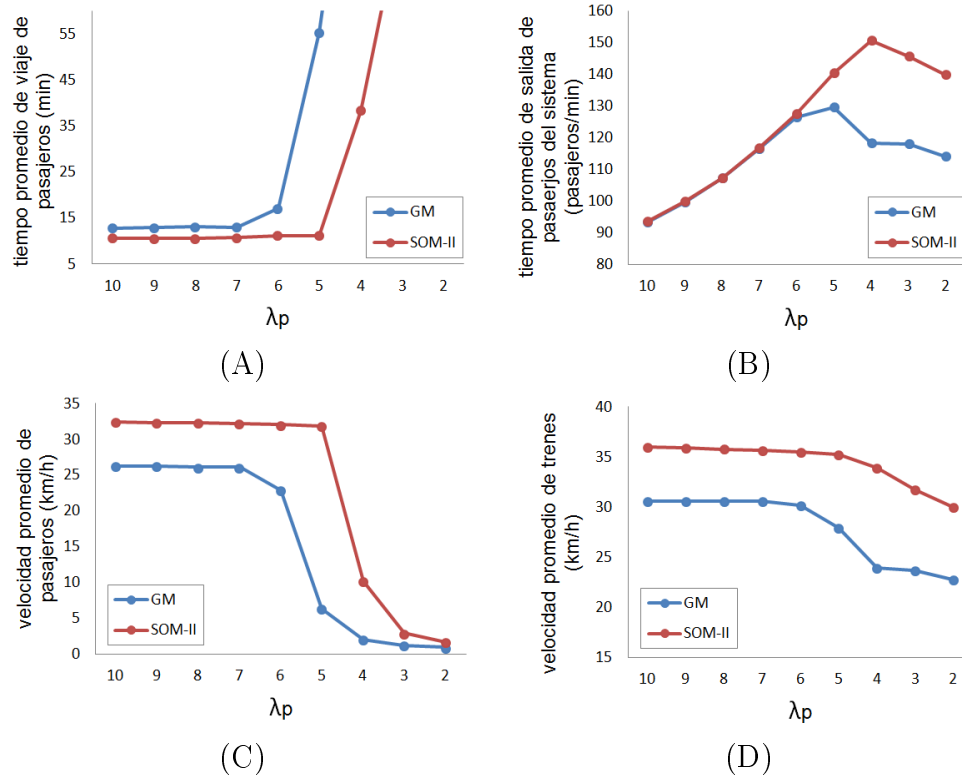 tiempo promedio de viaje de
pasajeros (min)
55
45
35
25
15
5
GM
SOM-II
10 9 8 7 6 5 4 3 2
λp
(A)
tiempo promedio de salida de
pasaerjos del sistema
(pasajeros/min)
160
150
140
130
120
110
100
90
80
GM
SOM-II
10 9 8 7 6 5 4 3 2
λp
(B)
velocidad promedio de
pasajeros (km/h)
35
30
25
20
15
10
5
0
GM
SOM-II
10 9 8 7 6 5 4 3 2
λp
(C)
velocidad promedio de trenes
(km/h)
40
35
30
25
20
15
GM
SOM-II
10 9 8 7 6 5 4 3 2
λp
(D)